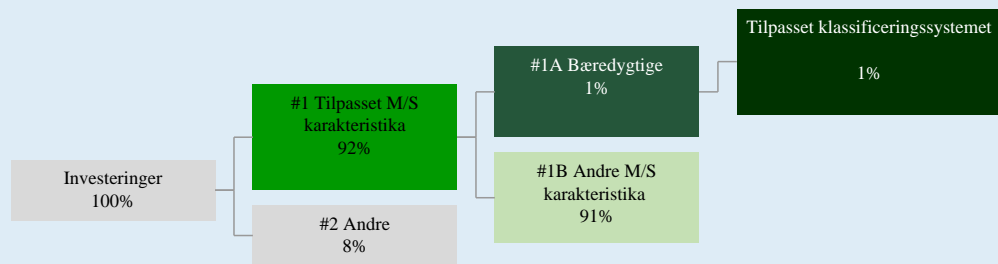 Investeringer
100%
#1 Tilpasset M/S
karakteristika
92%
#2 Andre
8%
#1A Bæredygtige
1%
#1B Andre M/S
karakteristika
91%
Tilpasset klassificeringssystemet
1%